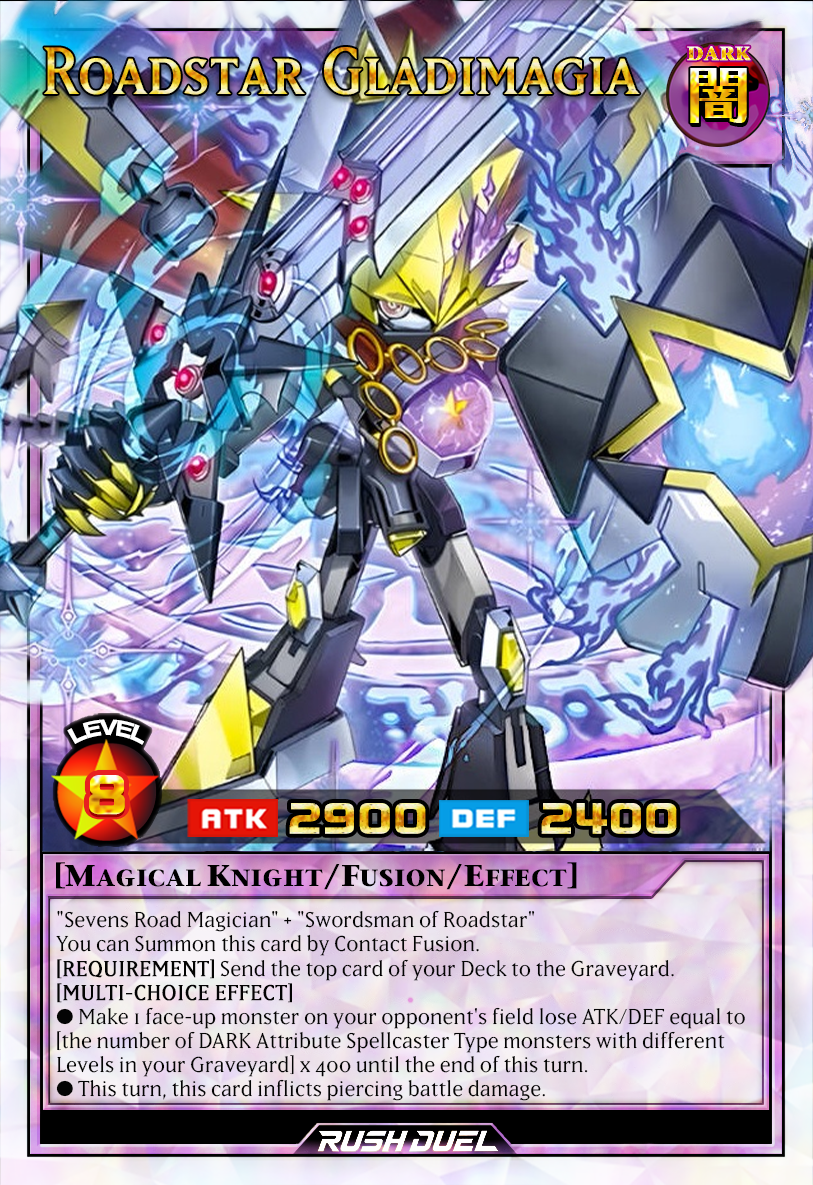 Roadstar Gladimagia
DARK
闇
LEVEL
8
ATK 2900 DEF 2400
[Magical Knight/Fusion/Effect]
"Sevens Road Magician" + "Swordsman of Roadstar"
You can Summon this card by Contact Fusion.
[REQUIREMENT] Send the top card of your Deck to the Graveyard.
[MULTI-CHOICE EFFECT]
● Make 1 face-up monster on your opponent's field lose ATK/DEF equal to
[the number of DARK Attribute Spellcaster Type monsters with different
Levels in your Graveyard] x 400 until the end of this turn.
● This turn, this card inflicts piercing battle damage.
RUSH DUEL